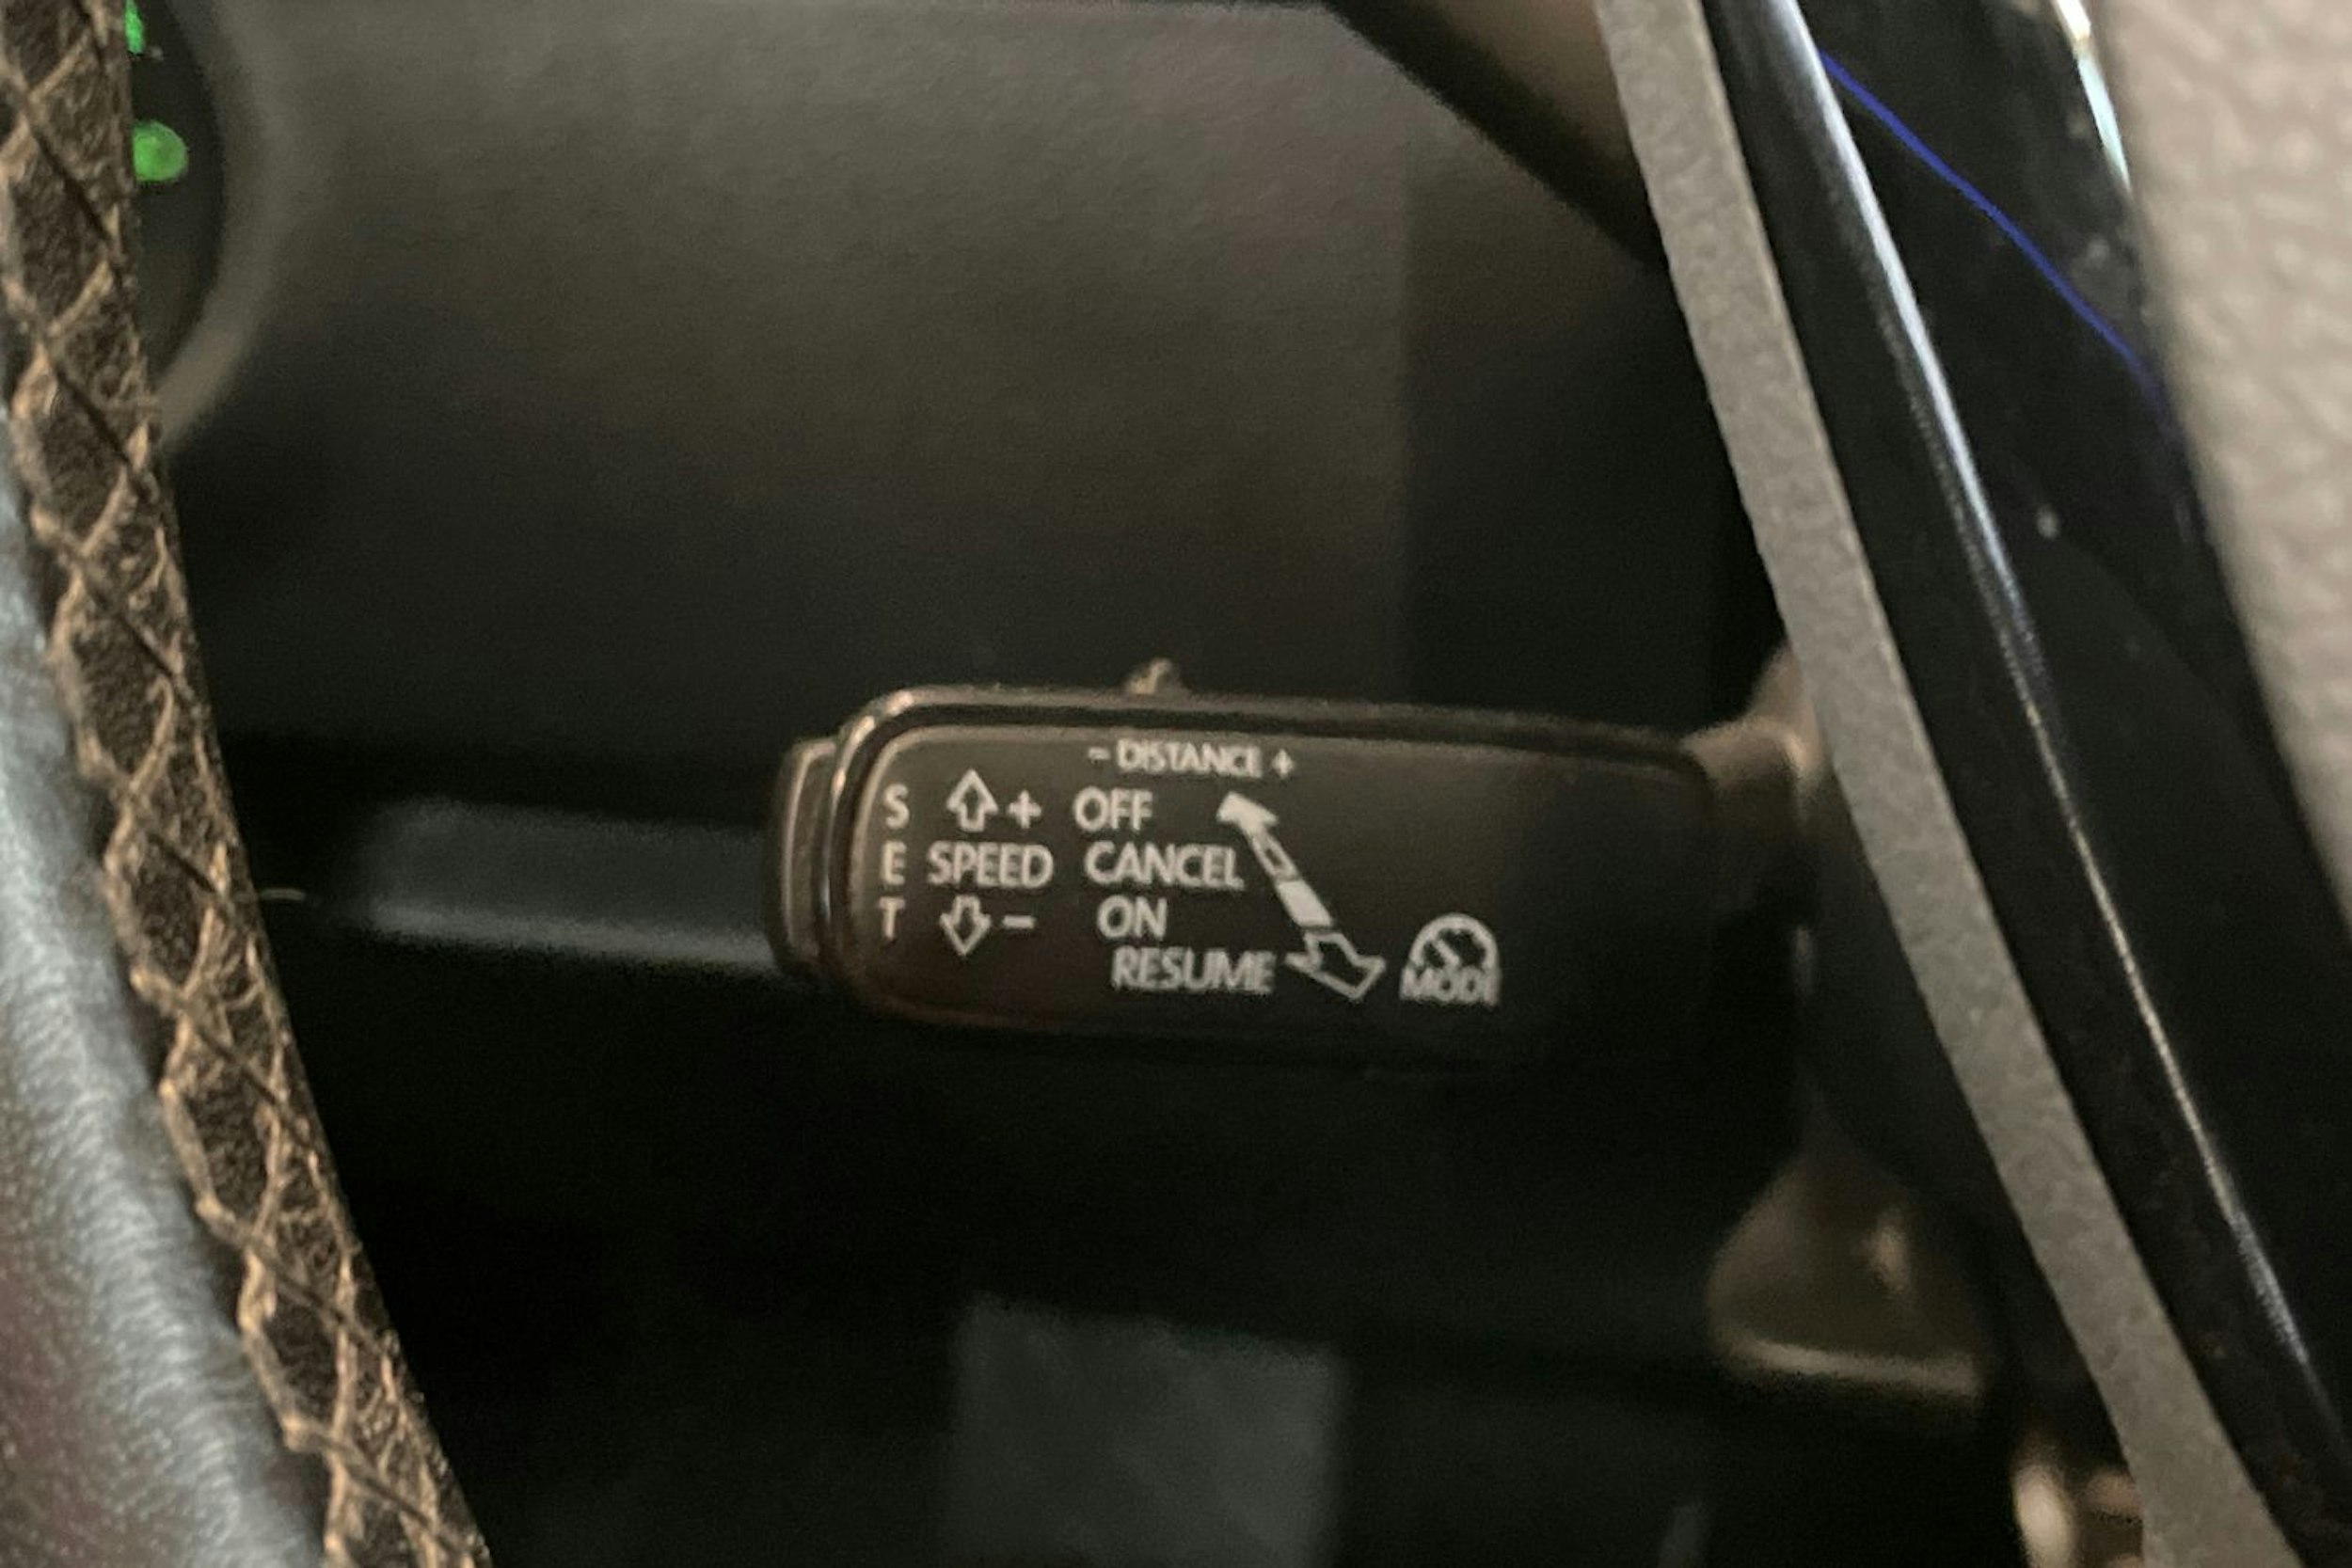 - DISTANCE +
S + OFF
E SPEED CANCEL
T - ON
RESUME MODE